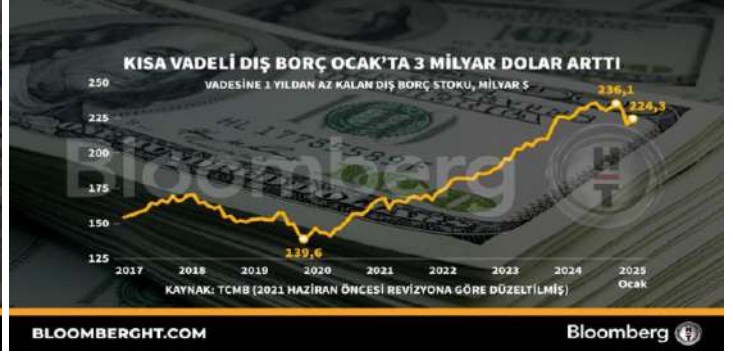 KISA VADELİ DIŞ BORÇ OCAK'TA 3 MİLYAR DOLAR ARTTI
VADESİNE 1 YILDAN AZ KALAN DIŞ BORÇ STOKU, MİLYAR $
250
225
200
175
150
125
236,1
224,3
139,6
Bloomberg
HT
2017 2018 2019 2020 2021 2022 2023 2024 2025
Ocak
KAYNAK: TCMB (2021 HAZİRAN ÖNCESİ REVİZYONA GÖRE DÜZELTİLMİŞ)
BLOOMBERGHT.COM
Bloomberg HT